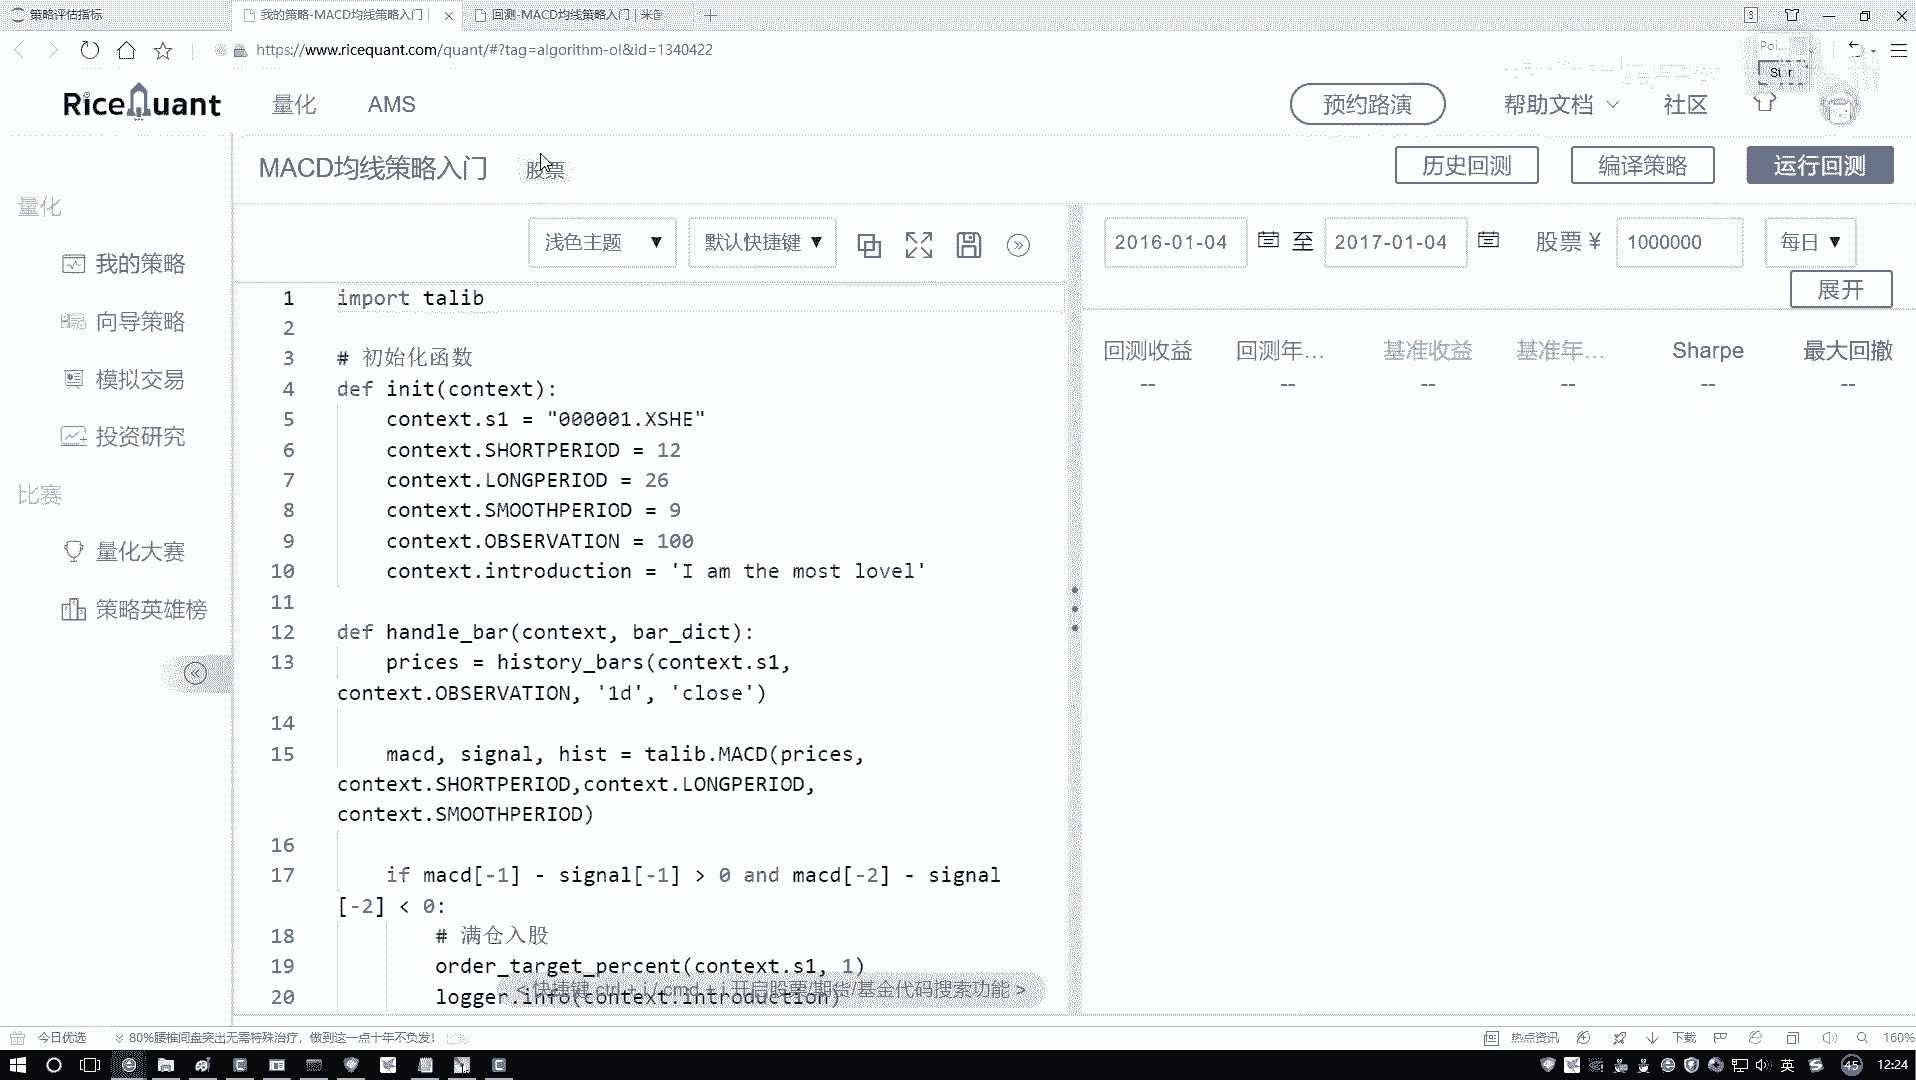 策略评估指标
我的策略-MACD均线策略入门 |
回测-MACD均线策略入门 | 米筐
3
https://www.ricequant.com/quant/#?tag=algorithm-ol&id=1340422
Poi...
RiceQuant
量化
AMS
预约路演
帮助文档
社区
MACD均线策略入门
股票
历史回测
编译策略
运行回测
量化
我的策略
向导策略
模拟交易
投资研究
比赛
量化大赛
策略英雄榜
浅色主题
默认快捷键
2016-01-04 至 2017-01-04
股票 ¥ 1000000
每日
展开
回测收益 回测年... 基准收益 基准年... Sharpe 最大回撤
-- -- -- -- -- --
1 import talib
2
3 # 初始化函数
4 def init(context):
5 context.s1 = "000001.XSHE"
6 context.SHORTPERIOD = 12
7 context.LONGPERIOD = 26
8 context.SMOOTHPERIOD = 9
9 context.OBSERVATION = 100
10 context.introduction = 'I am the most lovel'
11
12 def handle_bar(context, bar_dict):
13 prices = history_bars(context.s1,
context.OBSERVATION, '1d', 'close')
14
15 macd, signal, hist = talib.MACD(prices,
context.SHORTPERIOD,context.LONGPERIOD,
context.SMOOTHPERIOD)
16
17 if macd[-1] - signal[-1] > 0 and macd[-2] - signal
[-2] < 0:
18 # 满仓入股
19 order_target_percent(context.s1, 1)
20 logger.info(context.introduction)
< 快捷键 ctrl + i / cmd + i 开启股票/期货/基金代码搜索功能 >
今日优选
80%腰椎间盘突出无需特殊治疗，做到这一点十年不负发！
热点资讯
下载
160%
英
45
12:24